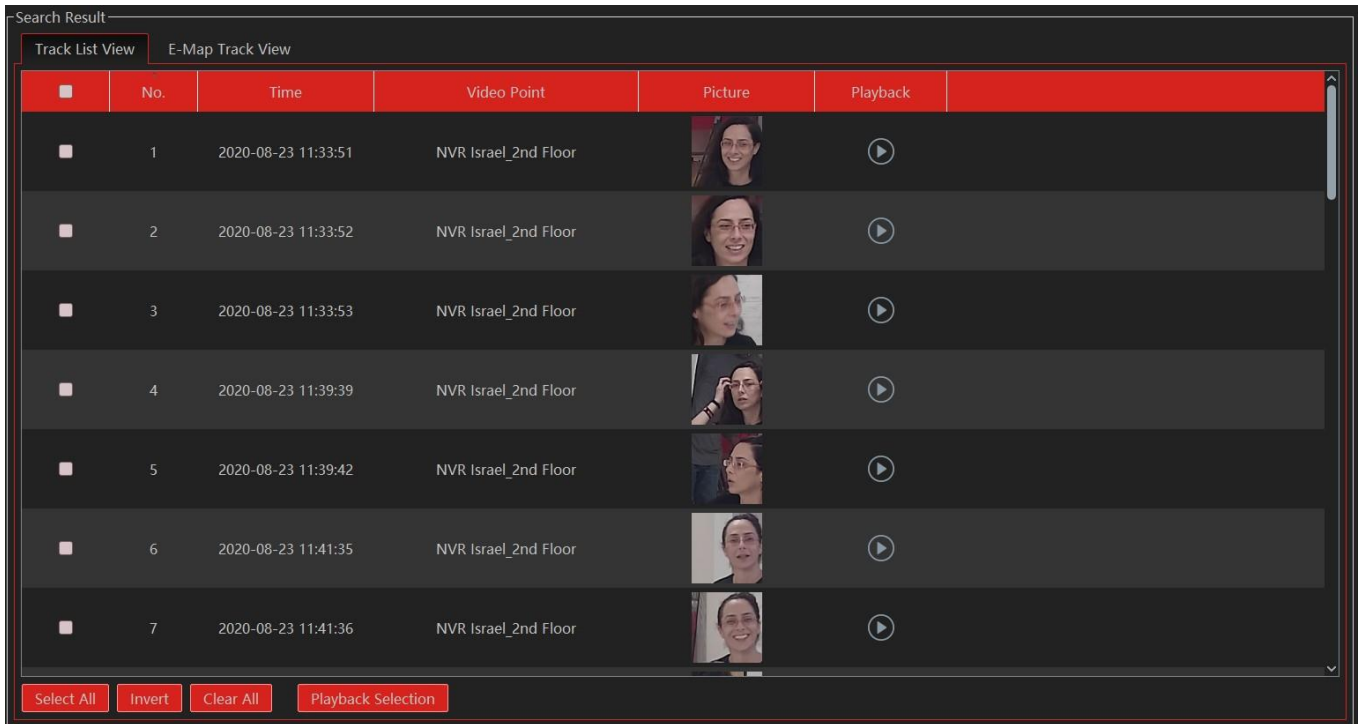 Search Result
Track List View E-Map Track View
No. Time Video Point Picture Playback
1 2020-08-23 11:33:51 NVR Israel_2nd Floor
2 2020-08-23 11:33:52 NVR Israel_2nd Floor
3 2020-08-23 11:33:53 NVR Israel_2nd Floor
4 2020-08-23 11:39:39 NVR Israel_2nd Floor
5 2020-08-23 11:39:42 NVR Israel_2nd Floor
6 2020-08-23 11:41:35 NVR Israel_2nd Floor
7 2020-08-23 11:41:36 NVR Israel_2nd Floor
Select All Invert Clear All Playback Selection